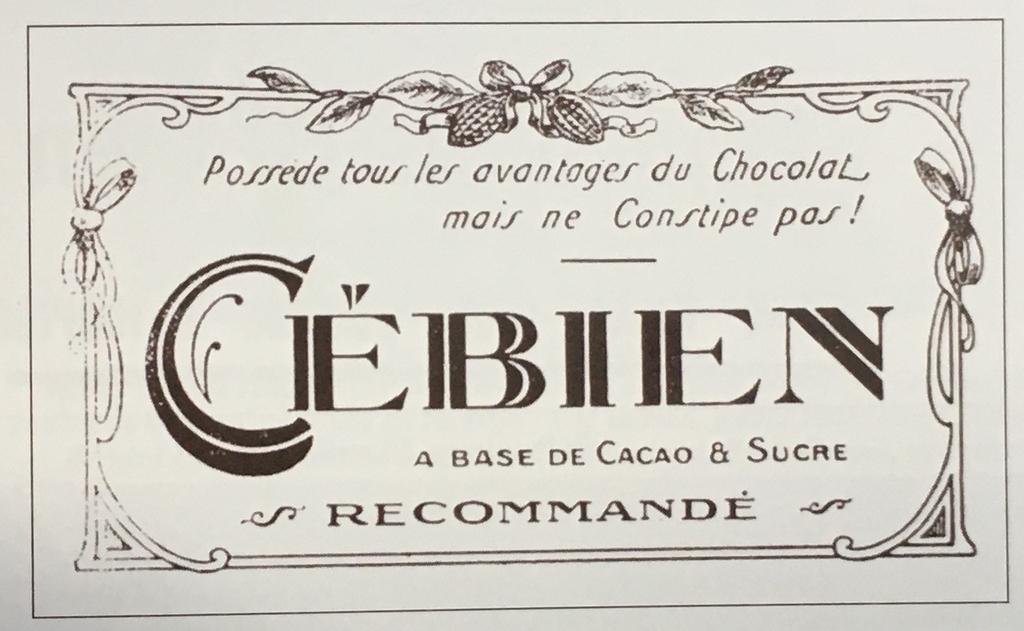 Possède tous les avantages du Chocolat
mais ne Constipe pas !
CÉBIEN
A BASE DE CACAO & SUCRE
RECOMMANDÉ